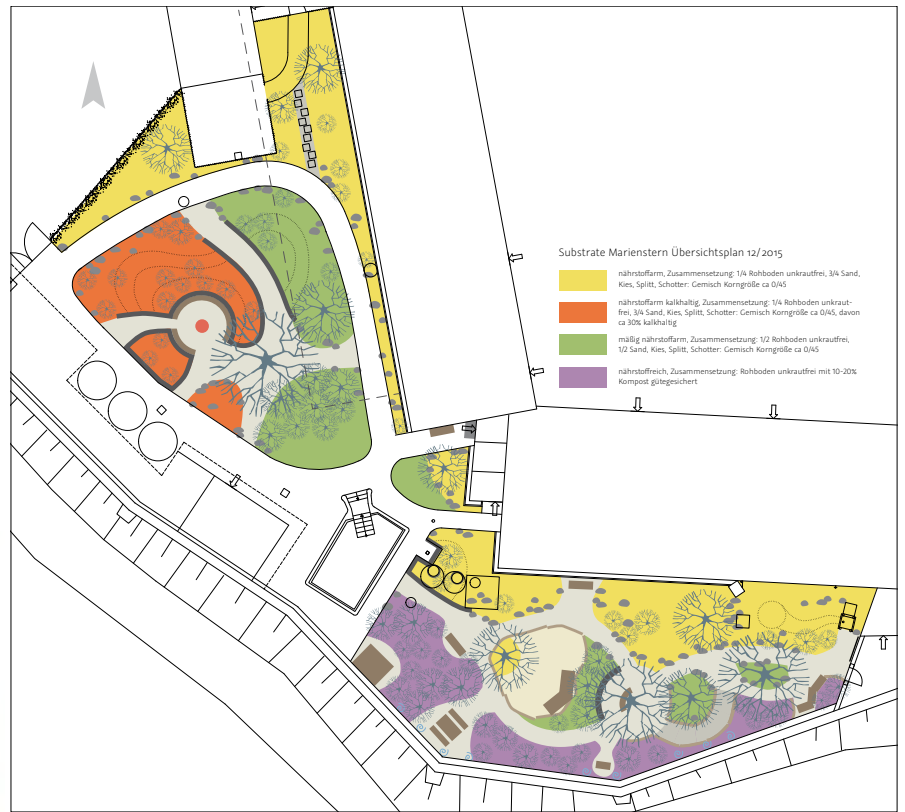 Substrate Marienstern Übersichtsplan 12/2015
nährstoffarm, Zusammensetzung: 1/4 Rohboden unkrautfrei, 3/4 Sand,
Kies, Splitt, Schotter: Gemisch Korngröße ca 0/45
nährstoffarm kalkhaltig, Zusammensetzung: 1/4 Rohboden unkraut-
frei, 3/4 Sand, Kies, Splitt, Schotter: Gemisch Korngröße ca 0/45, davon
ca 30% kalkhaltig
mäßig nährstoffarm, Zusammensetzung: 1/2 Rohboden unkrautfrei,
1/2 Sand, Kies, Splitt, Schotter: Gemisch Korngröße ca 0/45
nährstoffreich, Zusammensetzung: Rohboden unkrautfrei mit 10-20%
Kompost gütegesichert